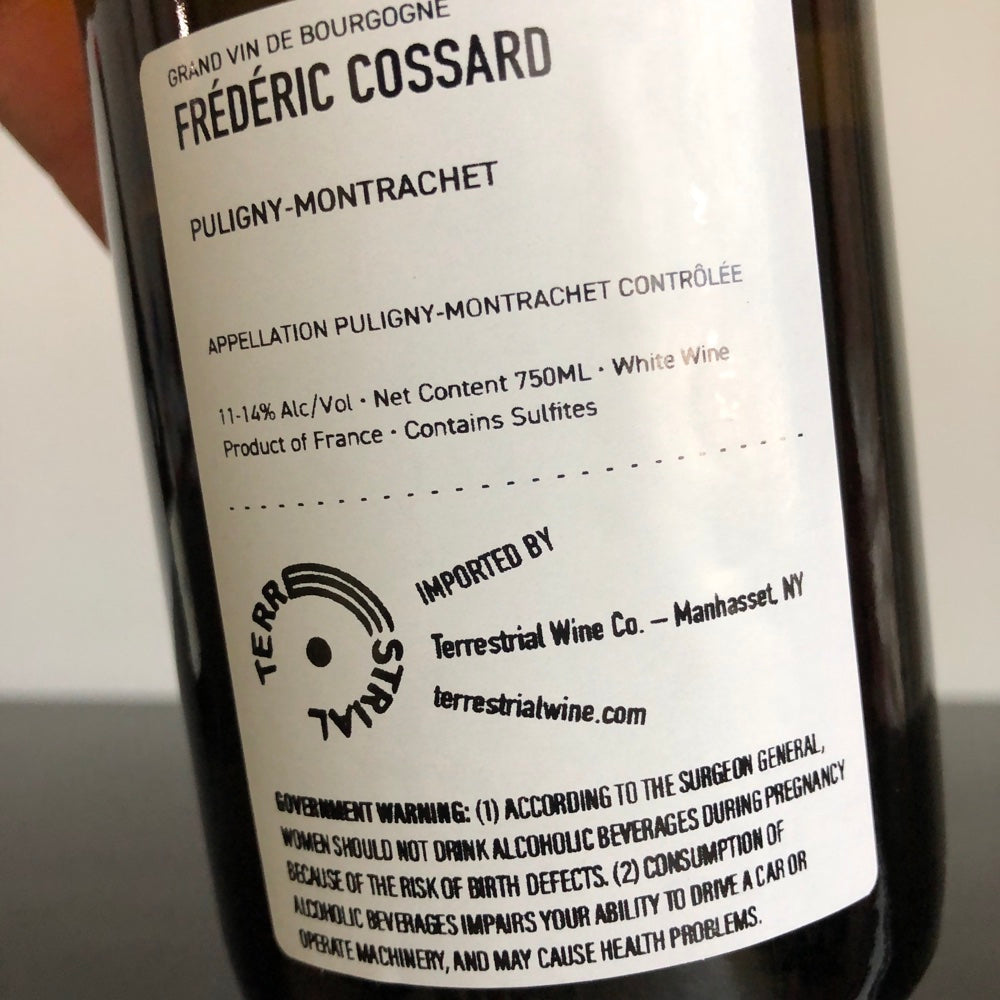 GRAND VIN DE BOURGOGNE
FRÉDÉRIC COSSARD
PULIGNY-MONTRACHET
APPELLATION PULIGNY-MONTRACHET CONTRÔLÉE
11-14% Alc/Vol · Net Content 750ML · White Wine
Product of France · Contains Sulfites
TERRESTRIAL
IMPORTED BY
Terrestrial Wine Co. – Manhasset, NY
terrestrialwine.com
GOVERNMENT WARNING: (1) ACCORDING TO THE SURGEON GENERAL,
WOMEN SHOULD NOT DRINK ALCOHOLIC BEVERAGES DURING PREGNANCY
BECAUSE OF THE RISK OF BIRTH DEFECTS. (2) CONSUMPTION OF
ALCOHOLIC BEVERAGES IMPAIRS YOUR ABILITY TO DRIVE A CAR OR
OPERATE MACHINERY, AND MAY CAUSE HEALTH PROBLEMS.